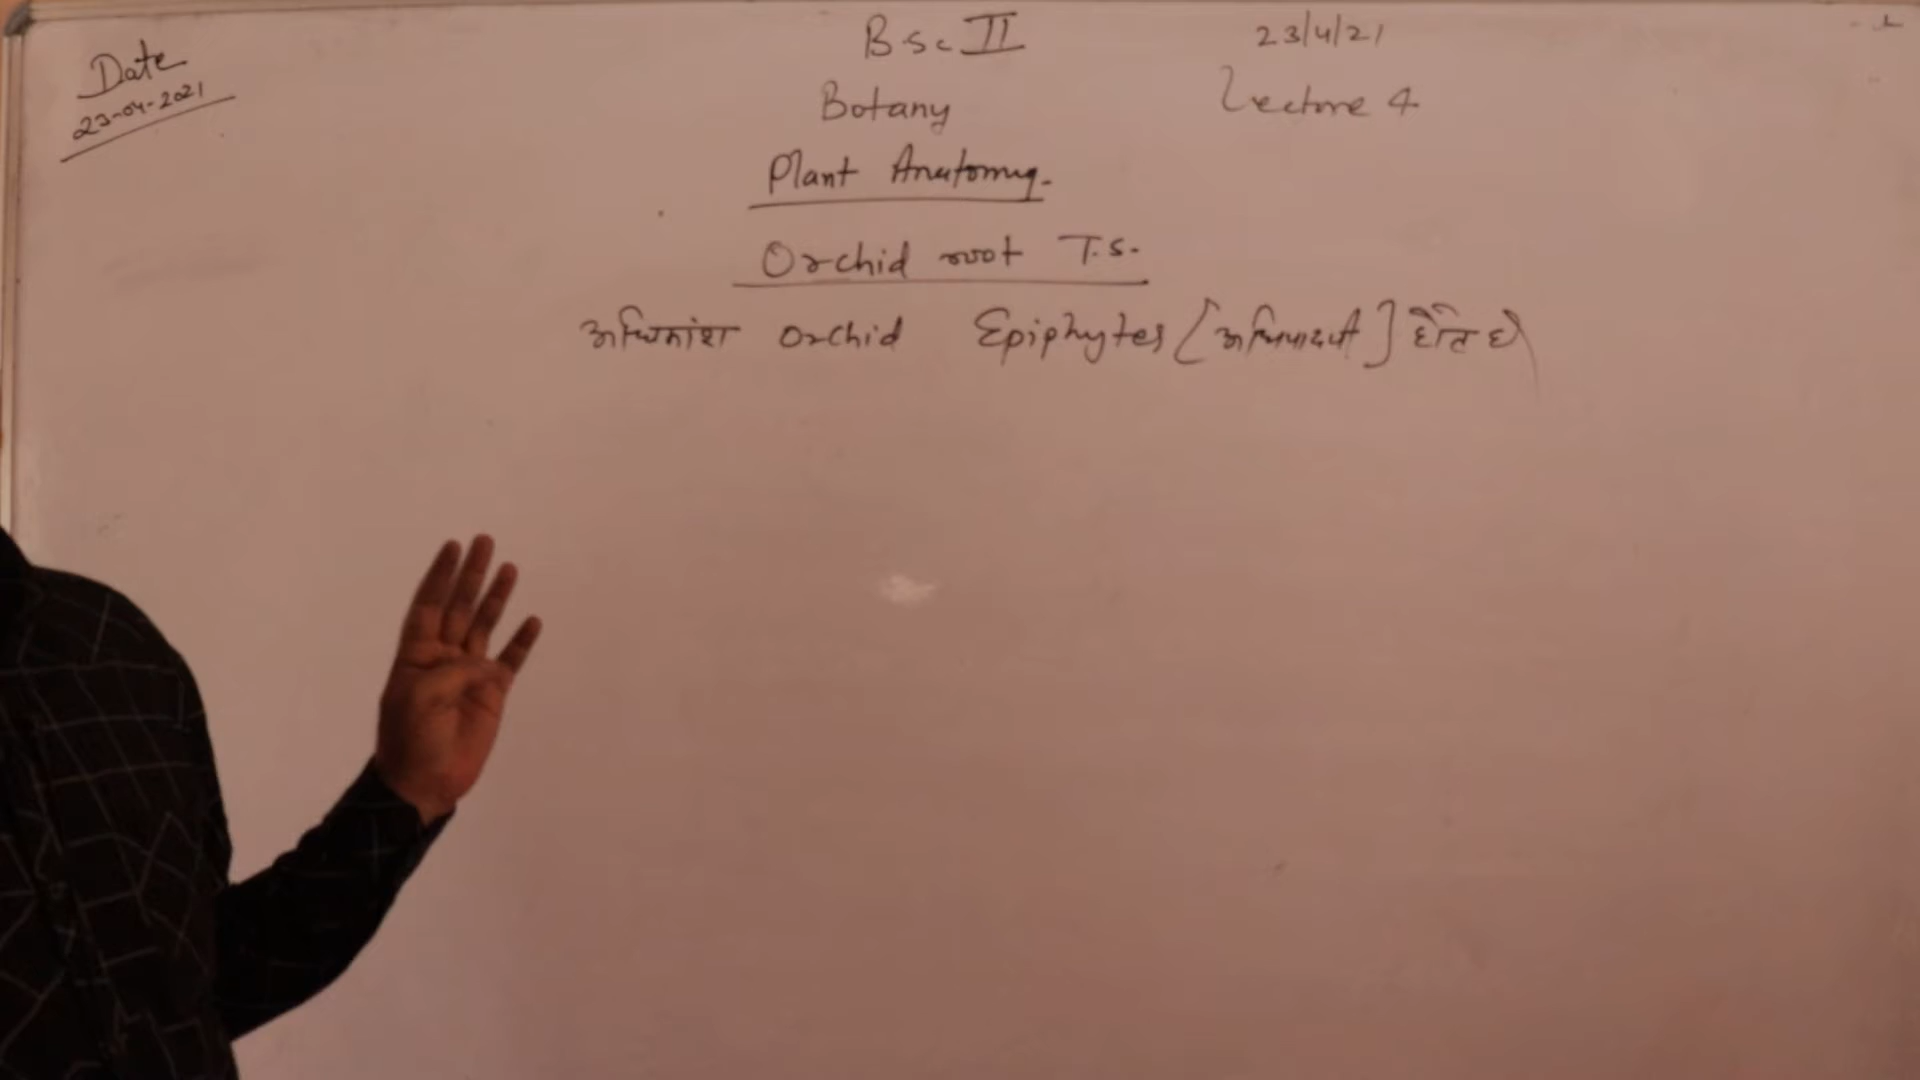 Date
23-04-2021
BSc II
23/4/21
Botany
Lecture 4
Plant Anatomy.
Orchid root T.S.
अधिकांश Orchid Epiphytes [अधिपादपी] होते है